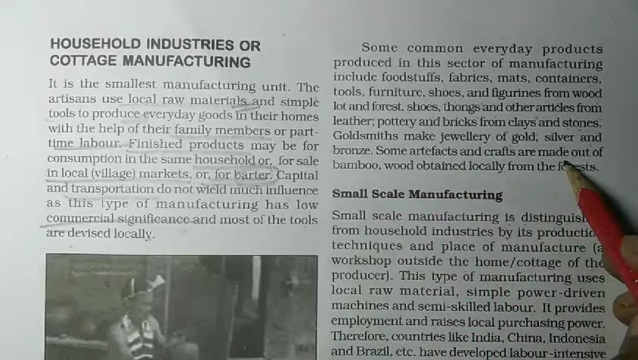 HOUSEHOLD INDUSTRIES OR
COTTAGE MANUFACTURING
It is the smallest manufacturing unit. The
artisans use local raw materials and simple
tools to produce everyday goods in their homes
with the help of their family members or part-
time labour. Finished products may be for
consumption in the same household or, for sale
in local (village) markets, or, for barter. Capital
and transportation do not wield much influence
as this type of manufacturing has low
commercial significance and most of the tools
are devised locally.
Some common everyday products
produced in this sector of manufacturing
include foodstuffs, fabrics, mats, containers,
tools, furniture, shoes, and figurines from wood
lot and forest, shoes, thongs and other articles from
leather; pottery and bricks from clays and stones.
Goldsmiths make jewellery of gold, silver and
bronze. Some artefacts and crafts are made out of
bamboo, wood obtained locally from the forests.
Small Scale Manufacturing
Small scale manufacturing is distinguished
from household industries by its production
techniques and place of manufacture (a
workshop outside the home/cottage of the
producer). This type of manufacturing uses
local raw material, simple power-driven
machines and semi-skilled labour. It provides
employment and raises local purchasing power.
Therefore, countries like India, China, Indonesia
and Brazil, etc. have developed labour-intensive